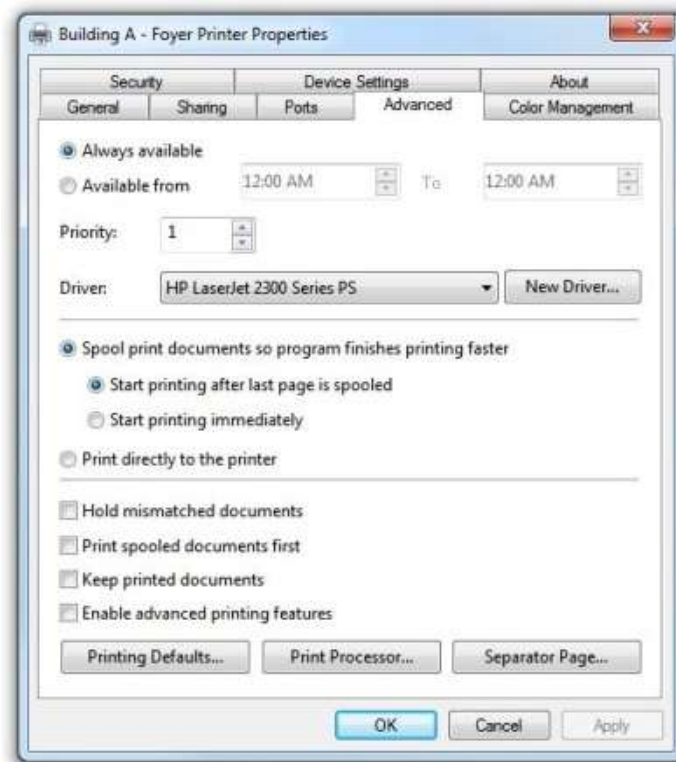 Building A - Foyer Printer Properties
Security Device Settings About
General Sharing Ports Advanced Color Management
Always available
Available from 12:00 AM To 12:00 AM
Priority: 1
Driver: HP LaserJet 2300 Series PS New Driver...
Spool print documents so program finishes printing faster
Start printing after last page is spooled
Start printing immediately
Print directly to the printer
Hold mismatched documents
Print spooled documents first
Keep printed documents
Enable advanced printing features
Printing Defaults... Print Processor... Separator Page...
OK Cancel Apply